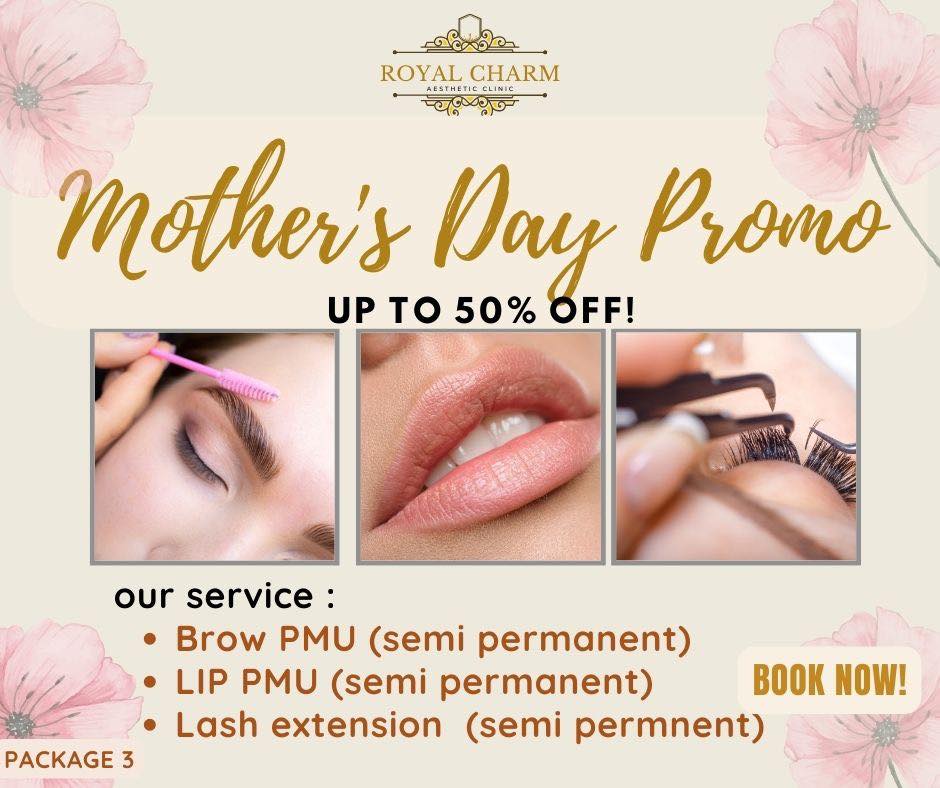 ROYAL CHARM
AESTHETIC CLINIC
Mother's Day Promo
UP TO 50% OFF!
our service :
• Brow PMU (semi permanent)
• LIP PMU (semi permanent)
• Lash extension (semi permnent)
BOOK NOW!
PACKAGE 3